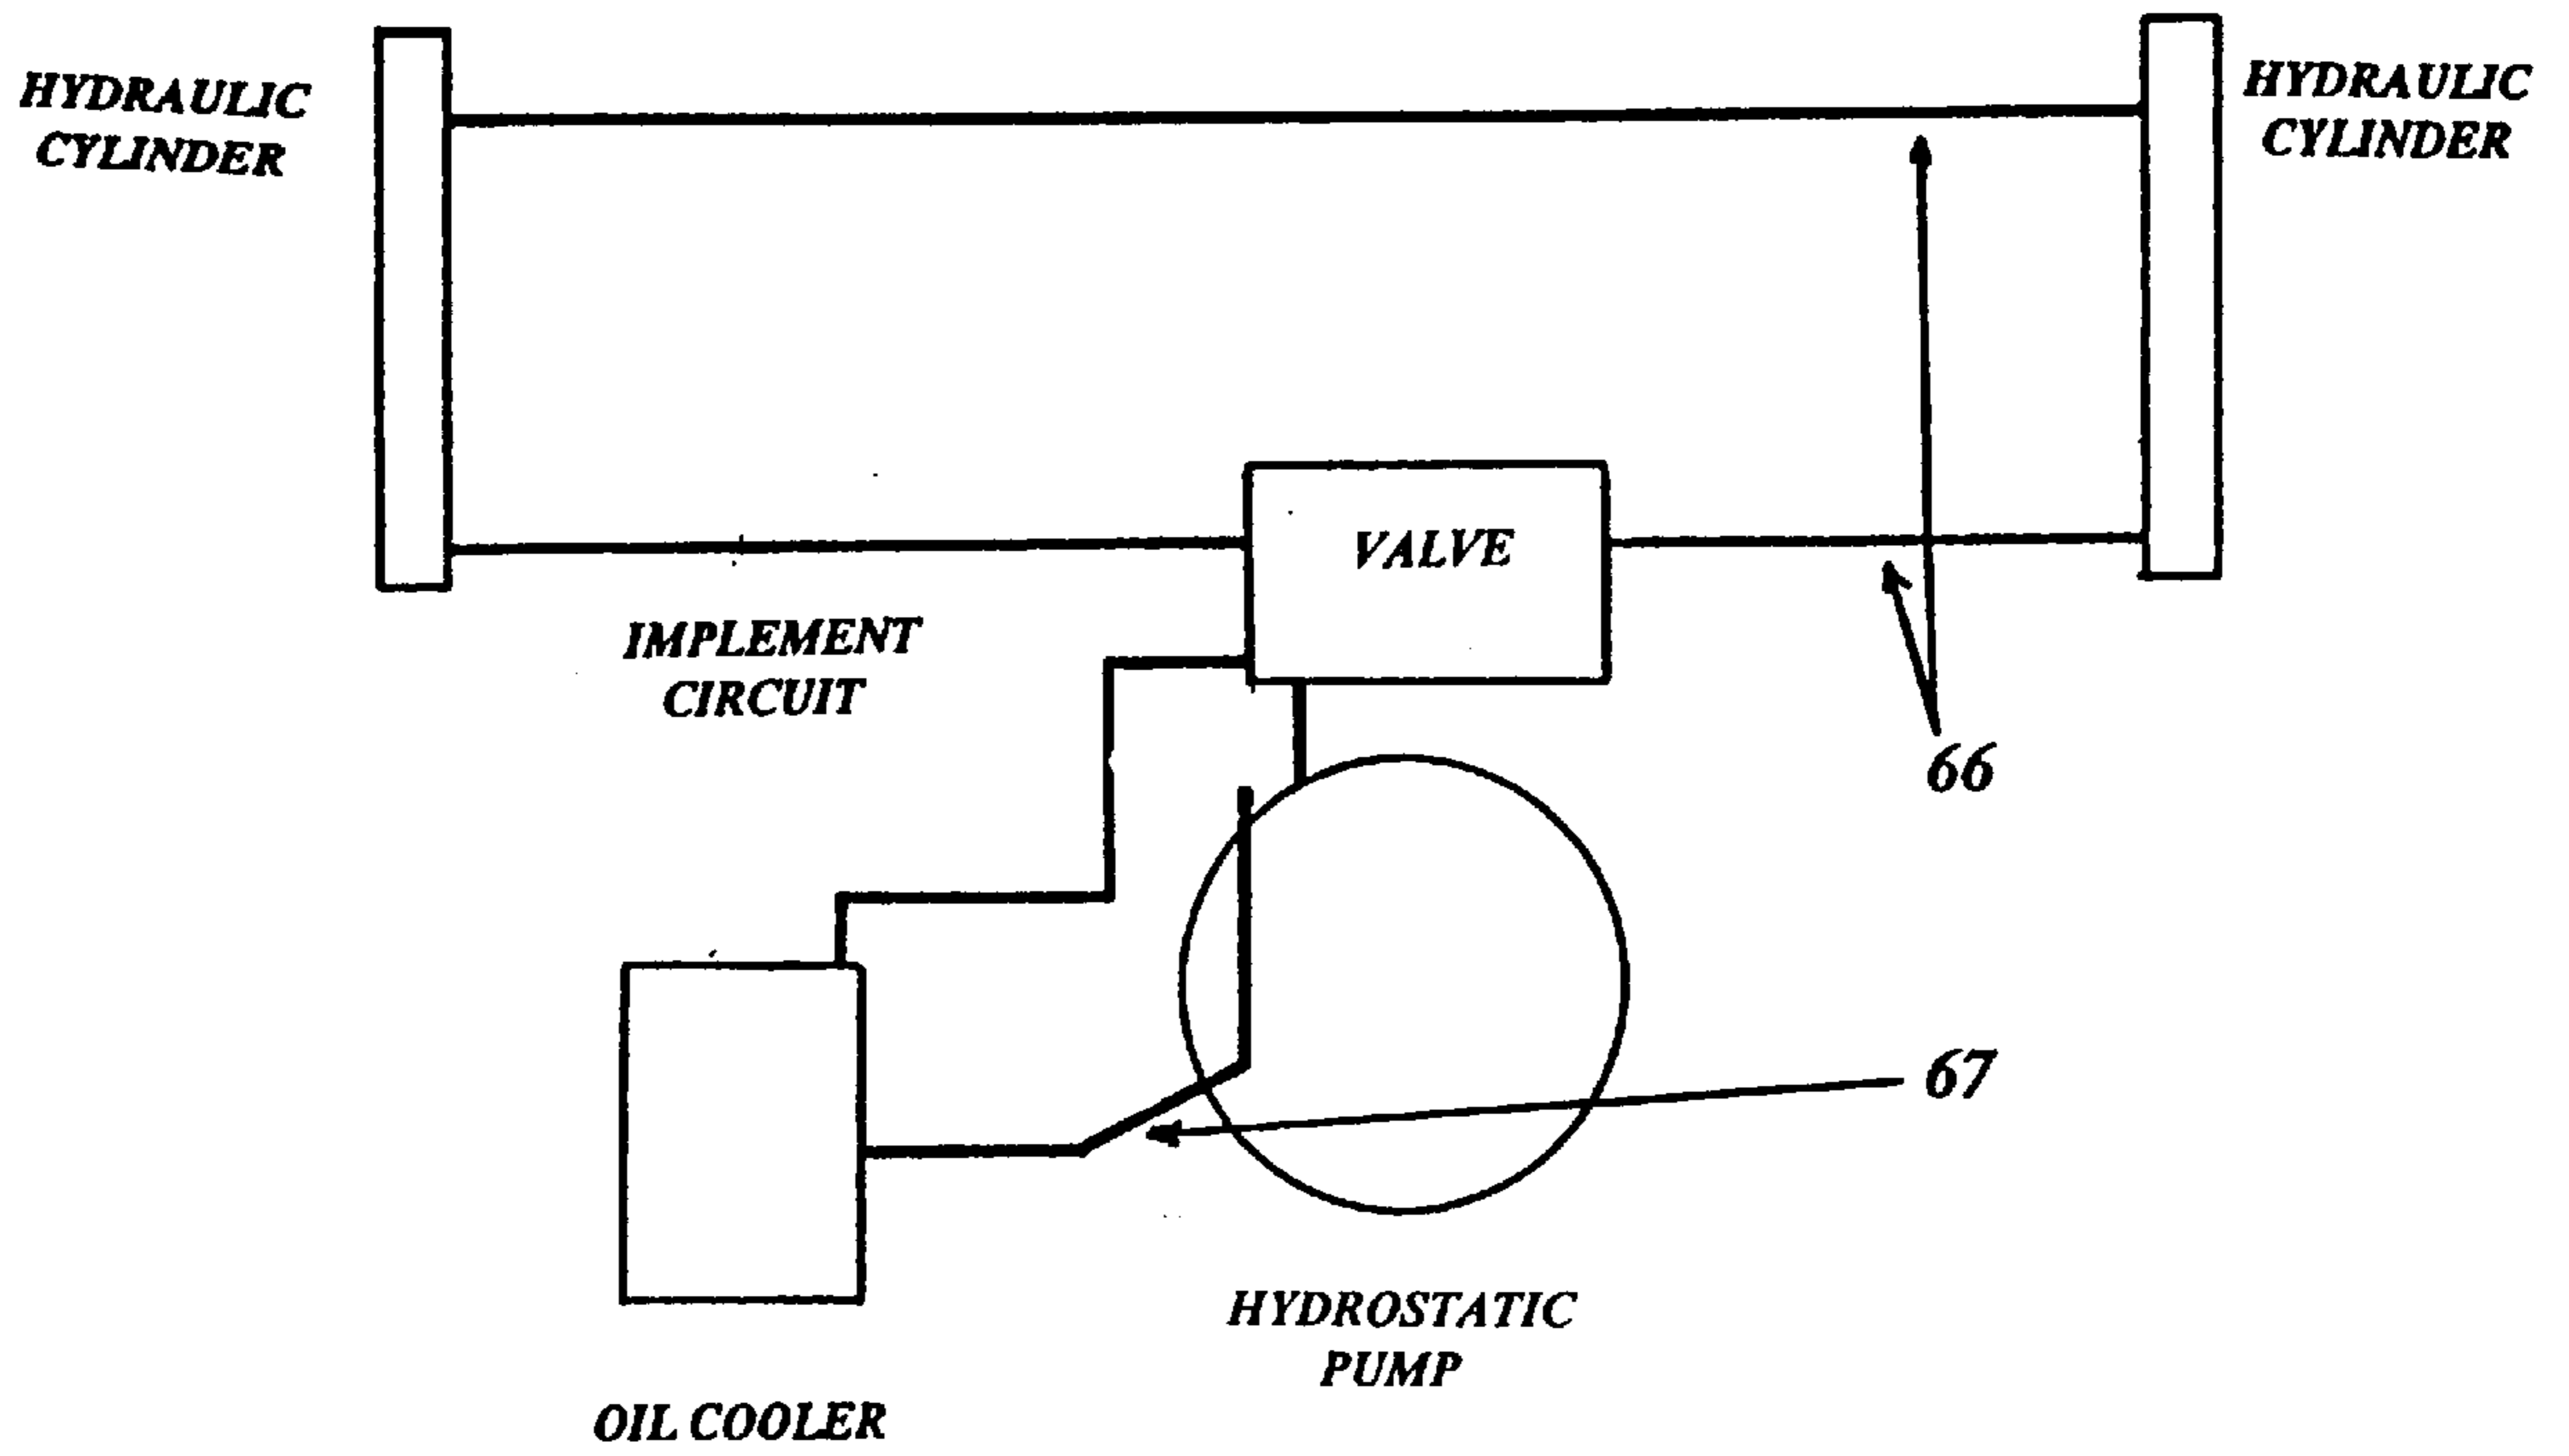 HYDRAULIC
CYLINDER
HYDRAULIC
CYLINDER
VALVE
IMPLEMENT
CIRCUIT
66
67
HYDROSTATIC
PUMP
OIL COOLER